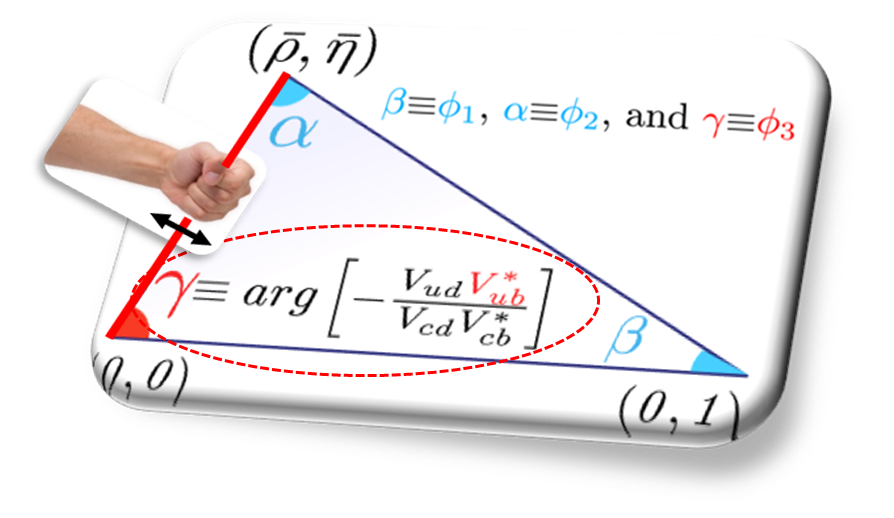 (ρ̄, η̄)
β≡ϕ₁, α≡ϕ₂, and γ≡ϕ₃
α
γ≡ arg [−V_ud V*_ub / V_cd V*_cb]
β
(0, 0)
(0, 1)